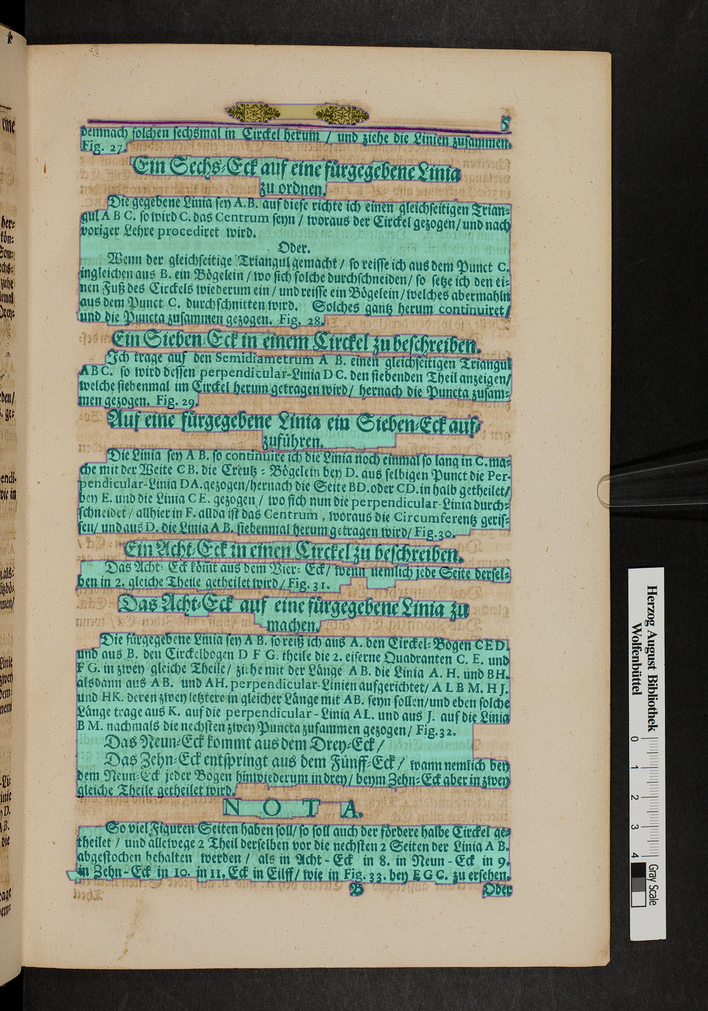 5
demnach solchen sechsmal in Circkel herum / und ziehe die Linien zusammen.
Fig. 27.
Ein Sechs-Eck auf eine fürgegebene Linia
zu ordnen.
Die gegebene Linia sey A.B. auf diese richte ich einen gleichseitigen Trian-
gul A B C. so wird C. das Centrum seyn / woraus der Circkel gezogen / und nach
voriger Lehre procediret wird.
Oder.
Wenn der gleichseitige Triangul gemacht / so reisse ich aus dem Punct C.
ingleichen aus B. ein Bögelein / wo sich solche durchschneiden / so setze ich den ei-
nen Fuß des Circkels wiederum ein / und reisse ein Bögelein / welches abermahln
aus dem Punct C. durchschnitten wird. Solches gantz herum continuiret /
und die Puncta zusammen gezogen. Fig. 28.
Ein Sieben-Eck in einem Circkel zu beschreiben.
Ich trage auf den Semidiametrum A B. einen gleichseitigen Triangul
ABC. so wird dessen perpendicular-Linia D C. den siebenden Theil anzeigen /
welche siebenmal im Circkel herum getragen wird / hernach die Puncta zusam-
men gezogen. Fig. 29.
Auf eine fürgegebene Linia ein Sieben-Eck auf-
zuführen.
Die Linia sey A B. so continuire ich die Linia noch einmal so lang in C. ma-
che mit der Weite C B. die Creutz-Bögelein bey D. aus selbigen Punct die Per-
pendicular-Linia DA. gezogen / hernach die Seite BD. oder CD. in halb getheilet /
bey E. und die Linia C E. gezogen / wo sich nun die perpendicular-Linia durch-
schneidet / allhier in F. allda ist das Centrum, woraus die Circumferentz geris-
sen / und aus D. die Linia A B. siebenmal herum getragen wird / Fig. 30.
Ein Acht-Eck in einen Circkel zu beschreiben.
Das Acht-Eck kömt aus dem Vier-Eck / wenn nemlich jede Seite dersel-
ben in 2. gleiche Theile getheilet wird / Fig. 31.
Das Acht-Eck auf eine fürgegebene Linia zu
machen.
Die fürgegebene Linia sey A B. so reiß ich aus A. den Circkel-Bogen C E D.
und aus B. den Circkelbogen D F G. theile die 2. eiserne Quadranten C. E. und
F G. in zwey gleiche Theile / ziehe mit der Länge AB. die Linia A. H. und B H.
alsdann aus AB. und AH. perpendicular-Linien aufgerichtet / A L B M. H J.
und HK. deren zwey letztere in gleicher Länge mit AB. seyn sollen / und eben solche
Länge trage aus K. auf die perpendicular-Linia AL. und aus J. auf die Linia
B M. nachmals die nechsten zwey Puncta zusammen gezogen / Fig. 32.
Das Neun-Eck kommt aus dem Drey-Eck /
Das Zehn-Eck entspringt aus dem Fünff-Eck / wann nemlich bey
dem Neun-Eck jeder Bogen hinwiederum in drey / beym Zehn-Eck aber in zwey
gleiche Theile getheilet wird.
N O T A.
So viel Figuren Seiten haben soll / so soll auch der fördere halbe Circkel ge-
theilet / und allewege 2 Theil derselben vor die nechsten 2 Seiten der Linia A B.
abgestochen behalten werden / als in Acht-Eck in 8. in Neun-Eck in 9.
in Zehn-Eck in 10. in 11. Eck in Eilff / wie in Fig. 33. bey E G C. zu ersehen.
B
Oder
Herzog August Bibliothek
Wolfenbüttel
0 1 2 3 4
Gray Scale